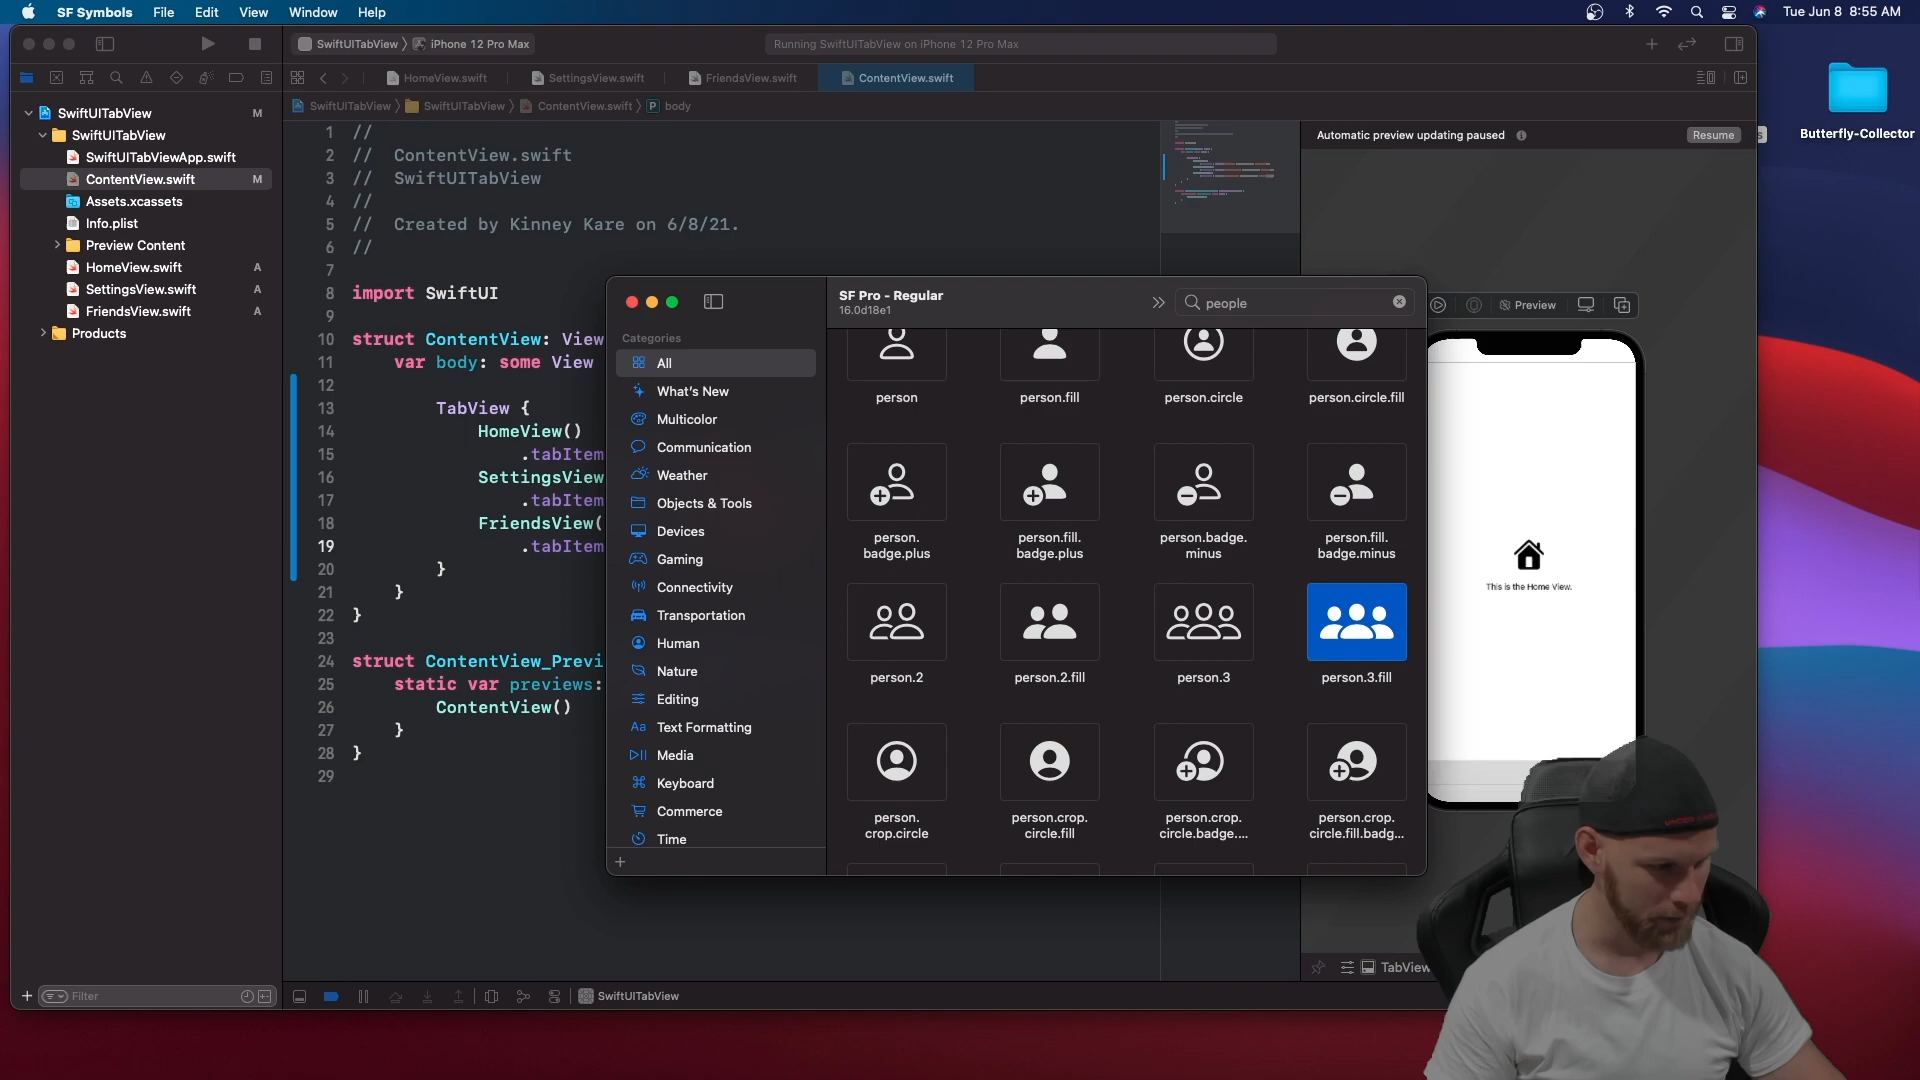 SF Symbols File Edit View Window Help
Tue Jun 8 8:55 AM
SwiftUITabView
iPhone 12 Pro Max
Running SwiftUITabView on iPhone 12 Pro Max
HomeView.swift
SettingsView.swift
FriendsView.swift
ContentView.swift
SwiftUITabView
SwiftUITabView
ContentView.swift
P body
SwiftUITabView M
SwiftUITabView
SwiftUITabViewApp.swift
ContentView.swift M
Assets.xcassets
Info.plist
Preview Content
HomeView.swift A
SettingsView.swift A
FriendsView.swift A
Products
Filter
1 //
2 // ContentView.swift
3 // SwiftUITabView
4 //
5 // Created by Kinney Kare on 6/8/21.
6 //
7
8 import SwiftUI
9
10 struct ContentView: View
11 var body: some View
12
13 TabView {
14 HomeView()
15 .tabItem
16 SettingsView
17 .tabItem
18 FriendsView(
19 .tabItem
20 }
21 }
22 }
23
24 struct ContentView_Previ
25 static var previews:
26 ContentView()
27 }
28 }
29
SwiftUITabView
Automatic preview updating paused
Resume
Butterfly-Collector
Preview
This is the Home View.
TabView
SF Pro - Regular
16.0d18e1
people
Categories
All
What's New
Multicolor
Communication
Weather
Objects & Tools
Devices
Gaming
Connectivity
Transportation
Human
Nature
Editing
Aa Text Formatting
Media
Keyboard
Commerce
Time
person
person.fill
person.circle
person.circle.fill
person.
badge.plus
person.fill.
badge.plus
person.badge.
minus
person.fill.
badge.minus
person.2
person.2.fill
person.3
person.3.fill
person.
crop.circle
person.crop.
circle.fill
person.crop.
circle.badge....
person.crop.
circle.fill.badg...